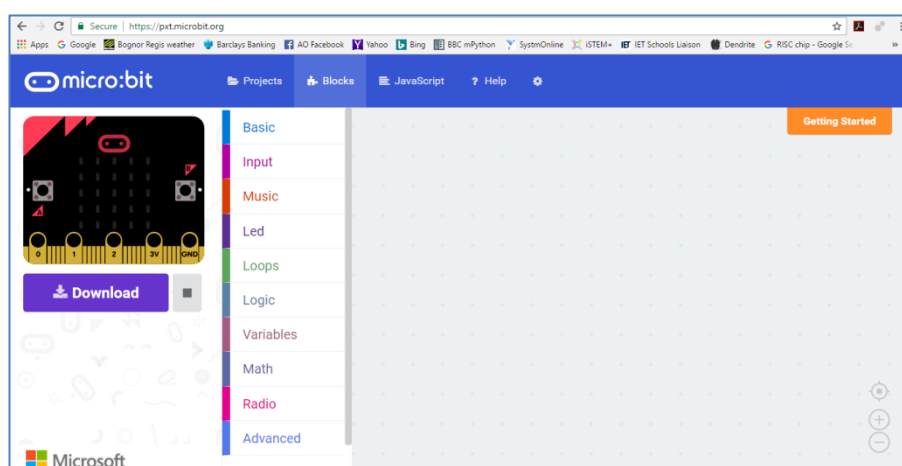 Secure | https://pxt.microbit.org
Apps Google Bognor Regis weather Barclays Banking AO Facebook Yahoo Bing BBC mPython SystmOnline iSTEM+ IET Schools Liaison Dendrite RISC chip - Google Se »
micro:bit Projects Blocks JavaScript ? Help
Getting Started
Basic
Input
Music
Led
Loops
Logic
Variables
Math
Radio
Advanced
B
A
0 1 2 3V GND
Download
Microsoft